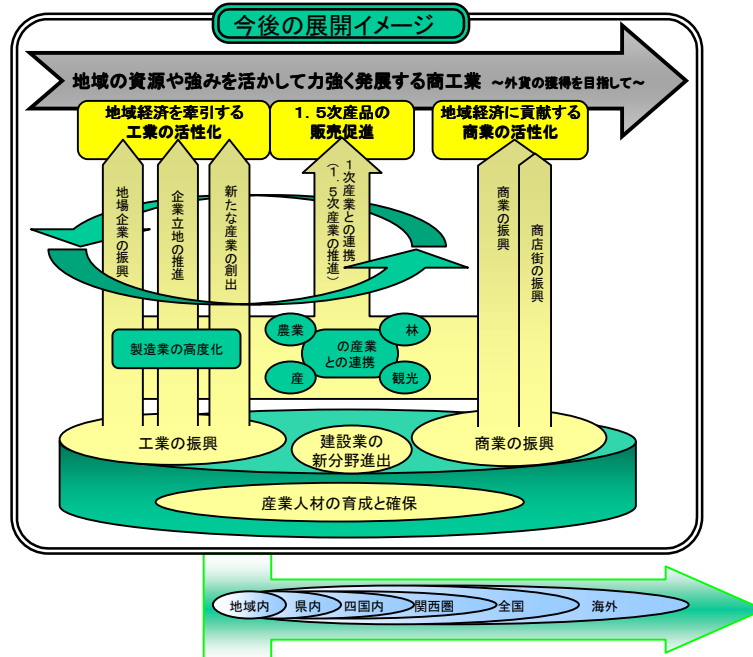 今後の展開イメージ
地域の資源や強みを活かして力強く発展する商工業 ～外貨の獲得を目指して～
地域経済を牽引する
工業の活性化
１．５次産品の
販売促進
地域経済に貢献する
商業の活性化
地場企業の振興
企業立地の推進
新たな産業の創出
１次産業との連携
（１．５次産業の推進）
商業の振興
商店街の振興
製造業の高度化
農業
林
の産業
との連携
産
観光
工業の振興
建設業の
新分野進出
商業の振興
産業人材の育成と確保
地域内
県内
四国内
関西圏
全国
海外